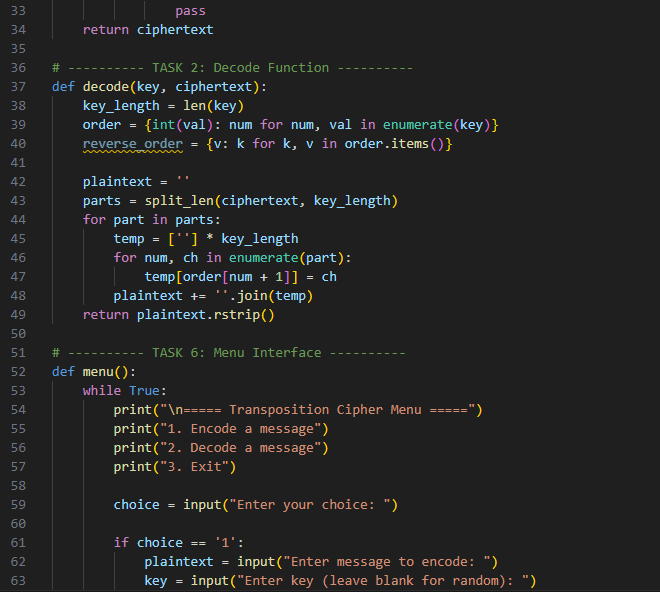 33                     pass
34         return ciphertext
35
36     # ---------- TASK 2: Decode Function ----------
37     def decode(key, ciphertext):
38         key_length = len(key)
39         order = {int(val): num for num, val in enumerate(key)}
40         reverse_order = {v: k for k, v in order.items()}
41
42         plaintext = ''
43         parts = split_len(ciphertext, key_length)
44         for part in parts:
45             temp = [''] * key_length
46             for num, ch in enumerate(part):
47                 temp[order[num + 1]] = ch
48             plaintext += ''.join(temp)
49         return plaintext.rstrip()
50
51     # ---------- TASK 6: Menu Interface ----------
52     def menu():
53         while True:
54             print("\n===== Transposition Cipher Menu =====")
55             print("1. Encode a message")
56             print("2. Decode a message")
57             print("3. Exit")
58
59             choice = input("Enter your choice: ")
60
61             if choice == '1':
62                 plaintext = input("Enter message to encode: ")
63                 key = input("Enter key (leave blank for random): ")